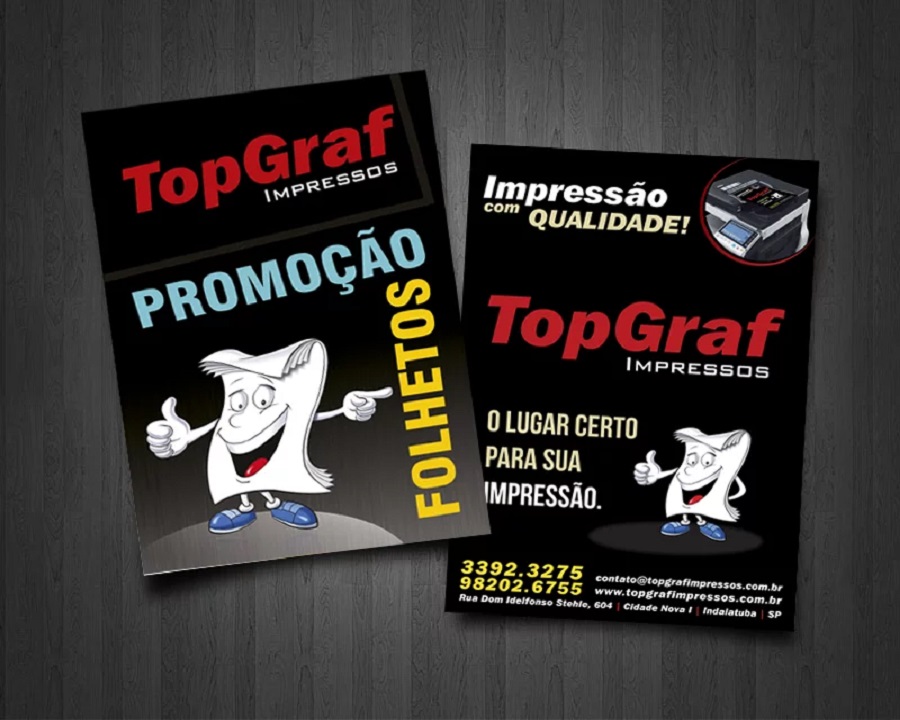 TopGraf
IMPRESSOS
PROMOÇÃO
FOLHETOS
Impressão
com QUALIDADE!
TopGraf
IMPRESSOS
O LUGAR CERTO
PARA SUA
IMPRESSÃO.
3392.3275
98202.6755
contato@topgrafimpressos.com.br
www.topgrafimpressos.com.br
Rua Dom Idelfonso Stehle, 604 | Cidade Nova I | Indaiatuba | SP